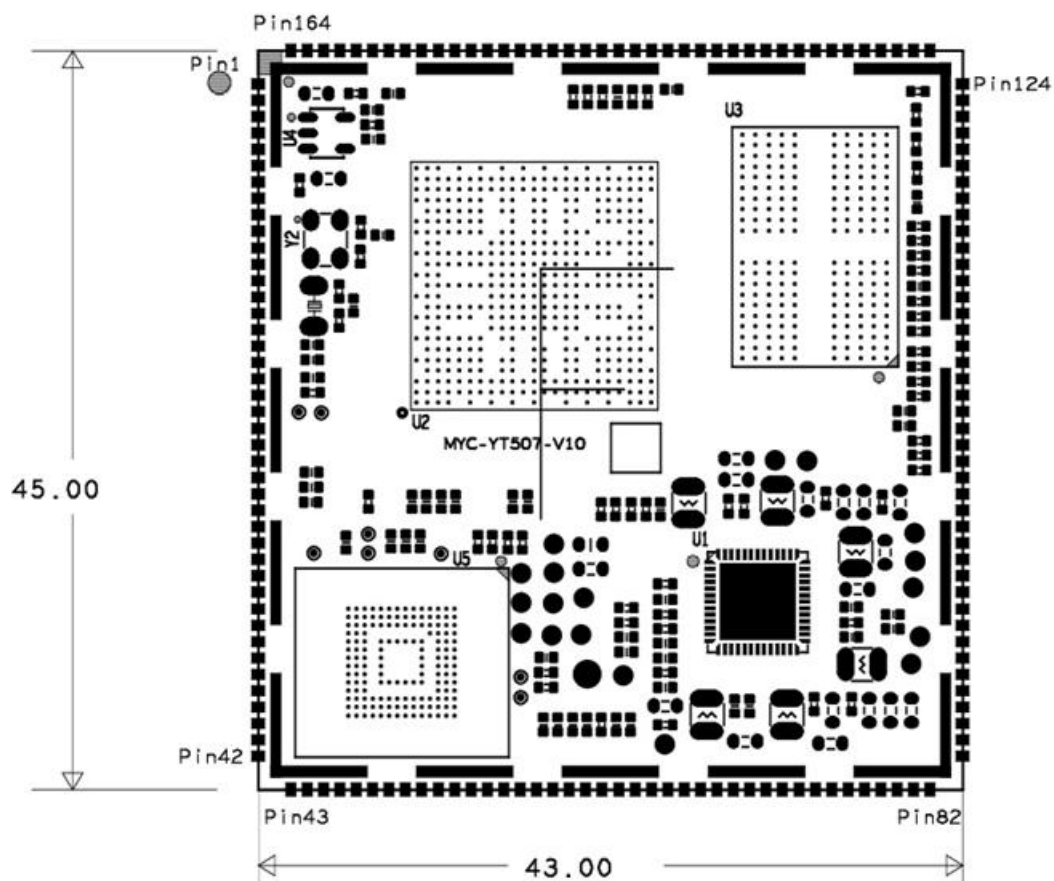 Pin164
Pin1
Pin124
U3
U4
Y2
U2
MYC-YT507-V10
45.00
U1
U5
Pin42
Pin43
Pin82
43.00